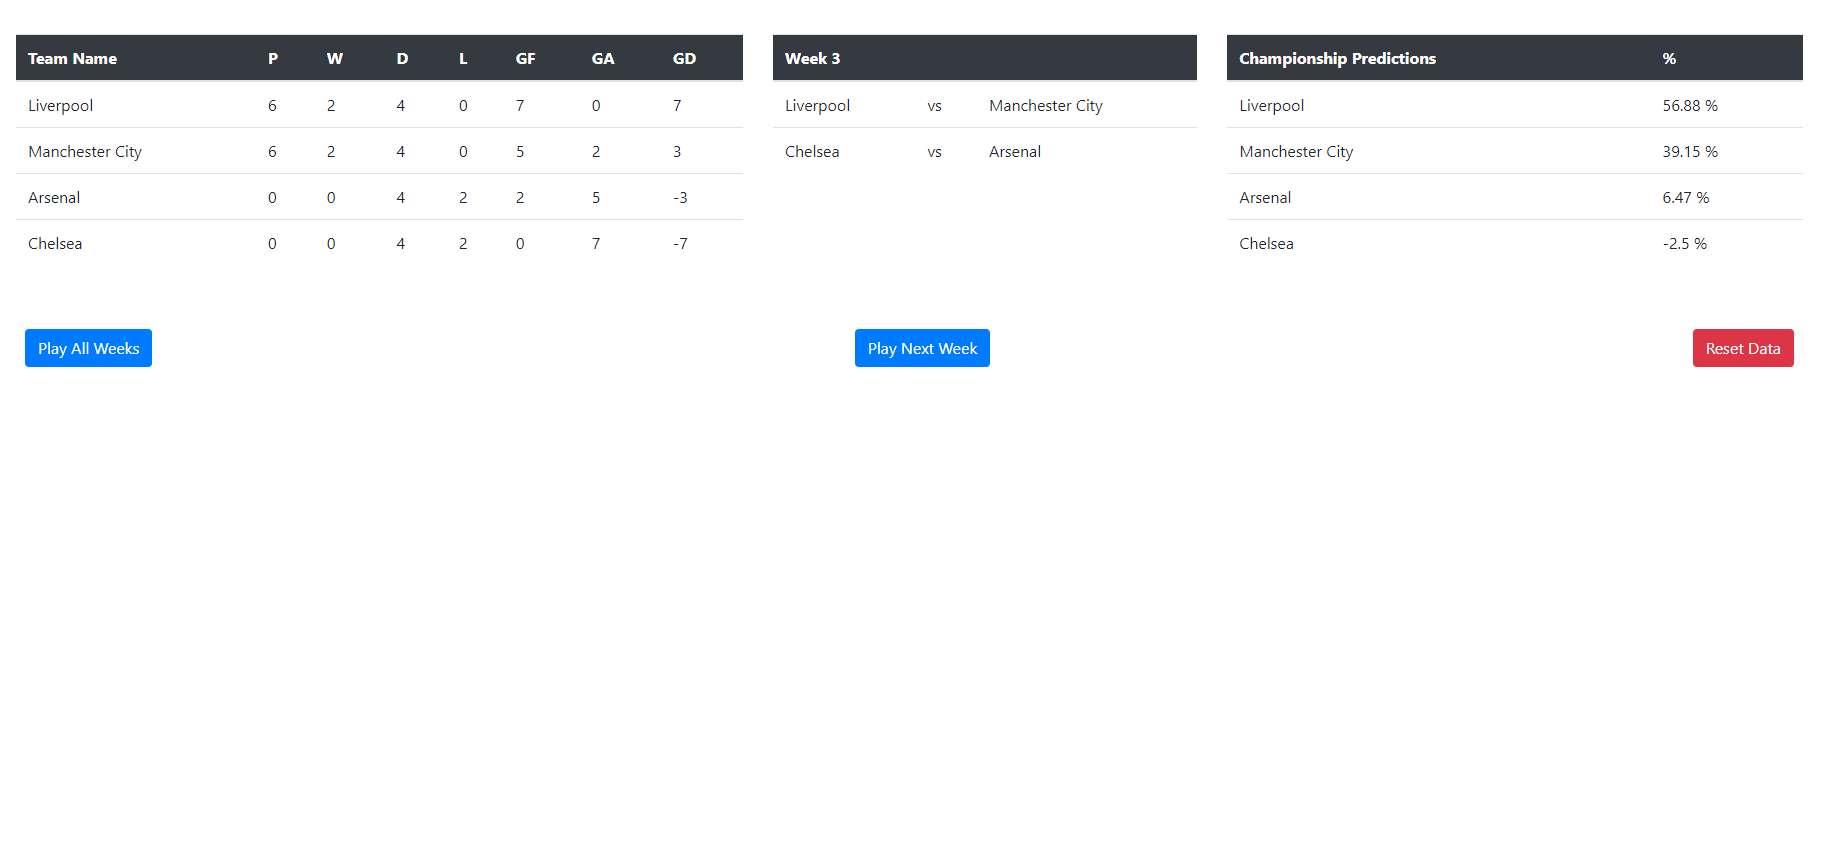 Team Name P W D L GF GA GD
Liverpool 6 2 4 0 7 0 7
Manchester City 6 2 4 0 5 2 3
Arsenal 0 0 4 2 2 5 -3
Chelsea 0 0 4 2 0 7 -7
Week 3
Liverpool vs Manchester City
Chelsea vs Arsenal
Championship Predictions %
Liverpool 56.88 %
Manchester City 39.15 %
Arsenal 6.47 %
Chelsea -2.5 %
Play All Weeks
Play Next Week
Reset Data